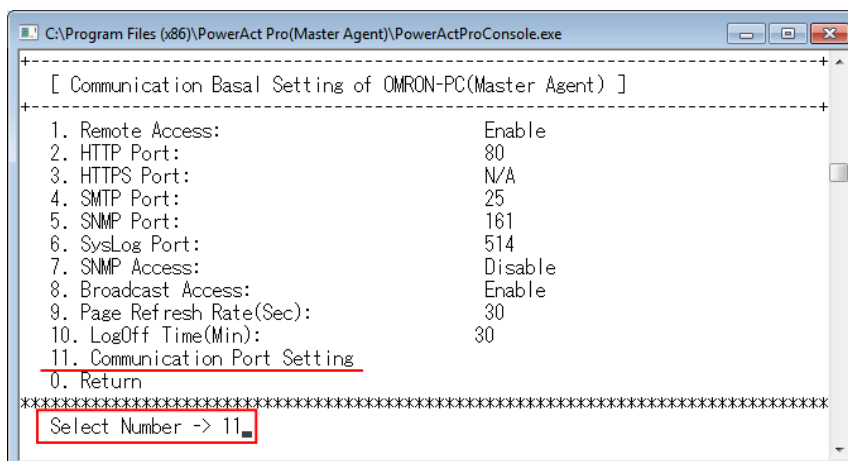 C:\Program Files (x86)\PowerAct Pro(Master Agent)\PowerActProConsole.exe
+------------------------------------------------------------------------------+
[ Communication Basal Setting of OMRON-PC(Master Agent) ]
+------------------------------------------------------------------------------+
1. Remote Access: Enable
2. HTTP Port: 80
3. HTTPS Port: N/A
4. SMTP Port: 25
5. SNMP Port: 161
6. SysLog Port: 514
7. SNMP Access: Disable
8. Broadcast Access: Enable
9. Page Refresh Rate(Sec): 30
10. LogOff Time(Min): 30
11. Communication Port Setting
0. Return
********************************************************************************
Select Number -> 11